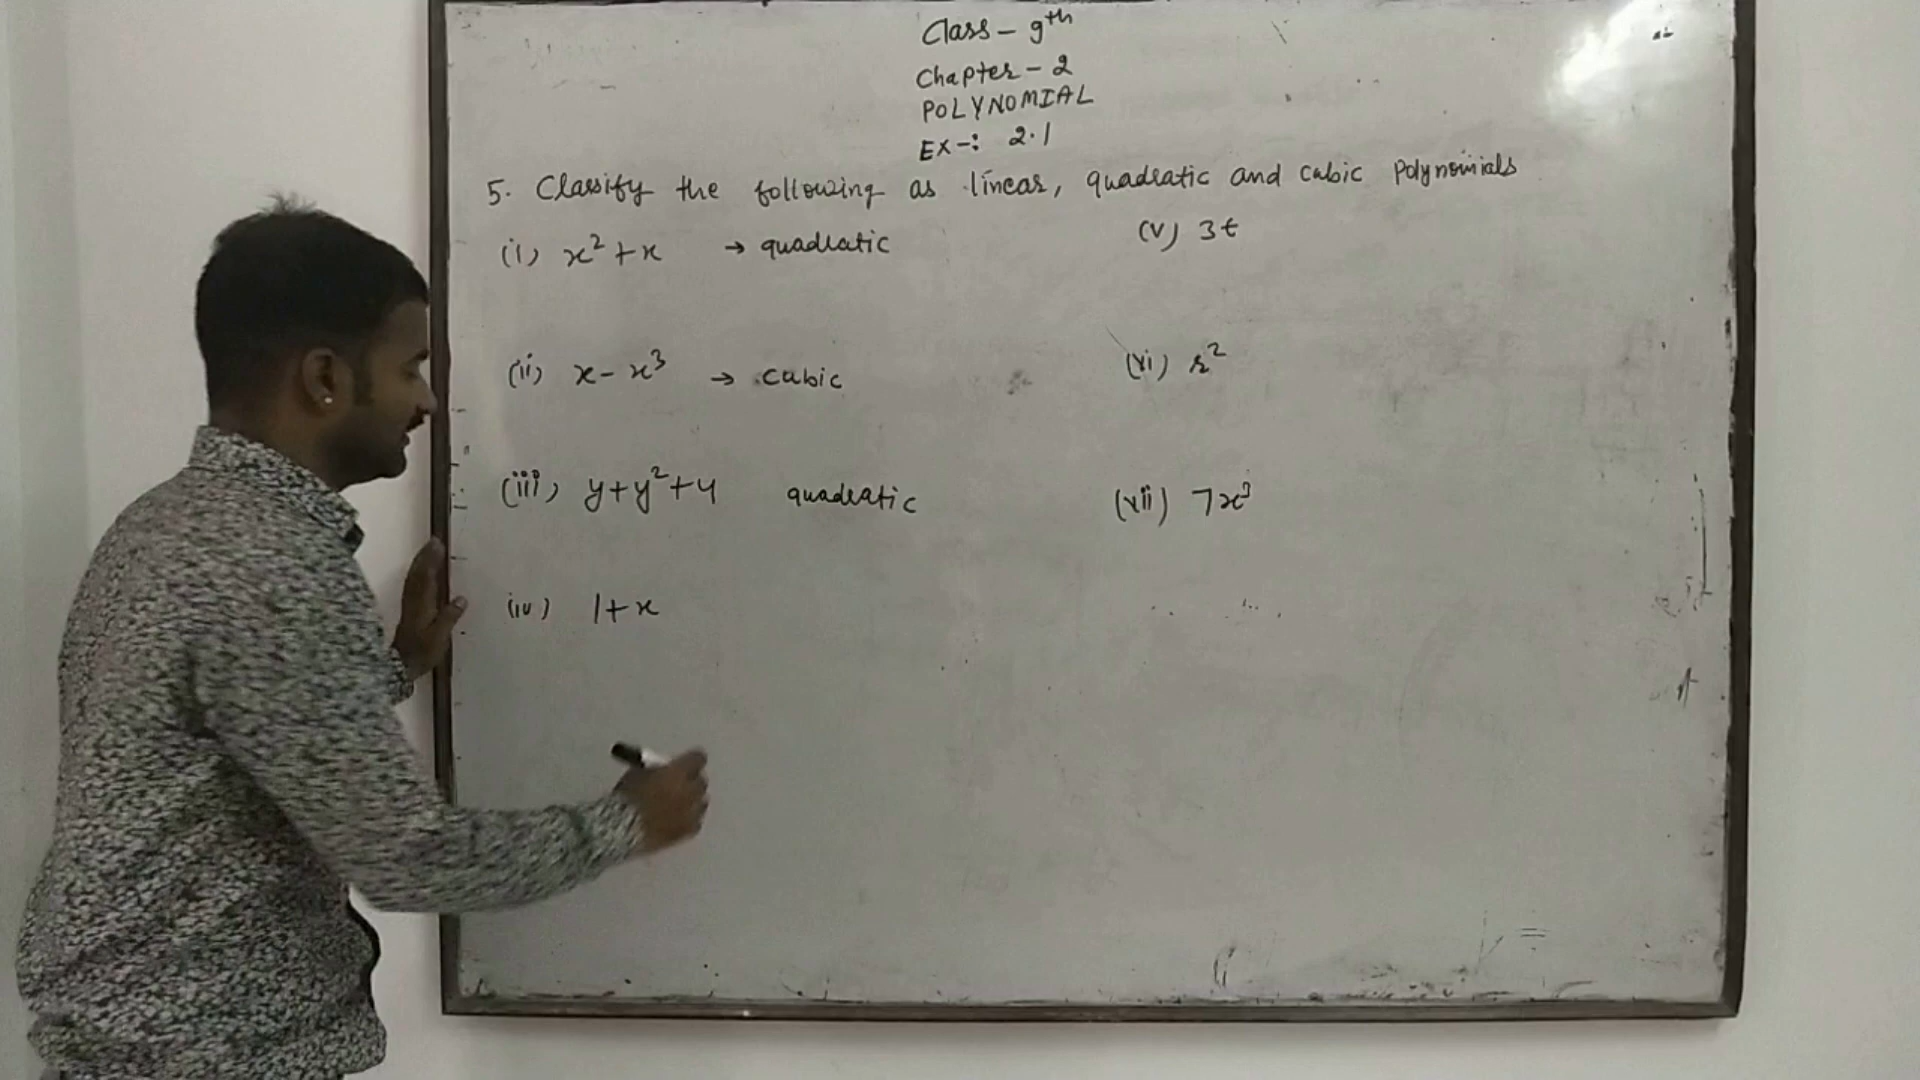 Class - 9th
Chapter - 2
POLYNOMIAL
EX-: 2.1
5. Classify the following as linear, quadratic and cubic polynomials
(i) x² + x → quadratic
(v) 3t
(ii) x - x³ → cubic
(vi) r²
(iii) y + y² + 4 quadratic
(vii) 7x³
(iv) 1 + x